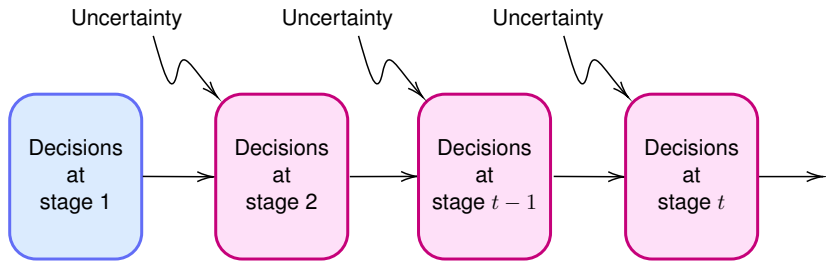 Uncertainty
Uncertainty
Uncertainty
Decisions
at
stage 1
Decisions
at
stage 2
Decisions
at
stage t − 1
Decisions
at
stage t